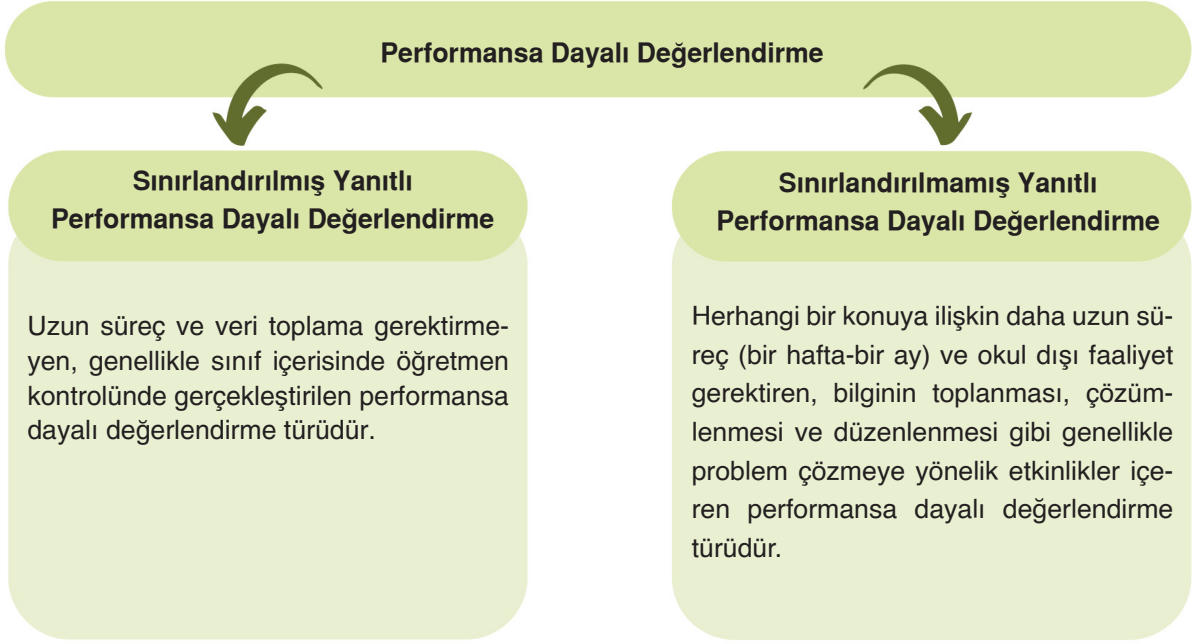 Performansa Dayalı Değerlendirme
Sınırlandırılmış Yanıtlı
Performansa Dayalı Değerlendirme
Uzun süreç ve veri toplama gerektirme-
yen, genellikle sınıf içerisinde öğretmen
kontrolünde gerçekleştirilen performansa
dayalı değerlendirme türüdür.
Sınırlandırılmamış Yanıtlı
Performansa Dayalı Değerlendirme
Herhangi bir konuya ilişkin daha uzun sü-
reç (bir hafta-bir ay) ve okul dışı faaliyet
gerektiren, bilginin toplanması, çözüm-
lenmesi ve düzenlenmesi gibi genellikle
problem çözmeye yönelik etkinlikler içe-
ren performansa dayalı değerlendirme
türüdür.